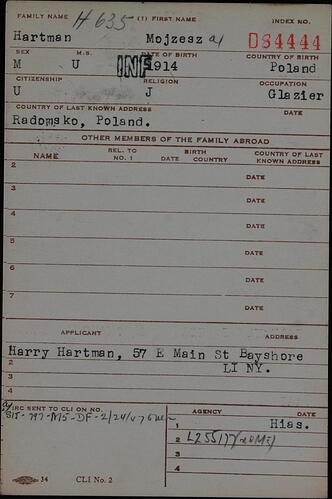 FAMILY NAME H 635 (1) FIRST NAME INDEX NO.
Hartman Mojzesz a/ D84444
SEX M.S. DATE OF BIRTH COUNTRY OF BIRTH
M U INF 1914 Poland
CITIZENSHIP RELIGION OCCUPATION
U J Glazier
COUNTRY OF LAST KNOWN ADDRESS DATE
Radomsko, Poland.
OTHER MEMBERS OF THE FAMILY ABROAD
NAME REL. TO NO. 1 BIRTH DATE COUNTRY COUNTRY OF LAST KNOWN ADDRESS
2
DATE
3
DATE
4
DATE
5
DATE
6
DATE
7
DATE
APPLICANT ADDRESS
1
Harry Hartman, 57 E Main St Bayshore
2
LI NY.
3
4
IRC SENT TO CLI ON NO. AGENCY DATE
1 Hias.
2
3
4
34 CLI No. 2